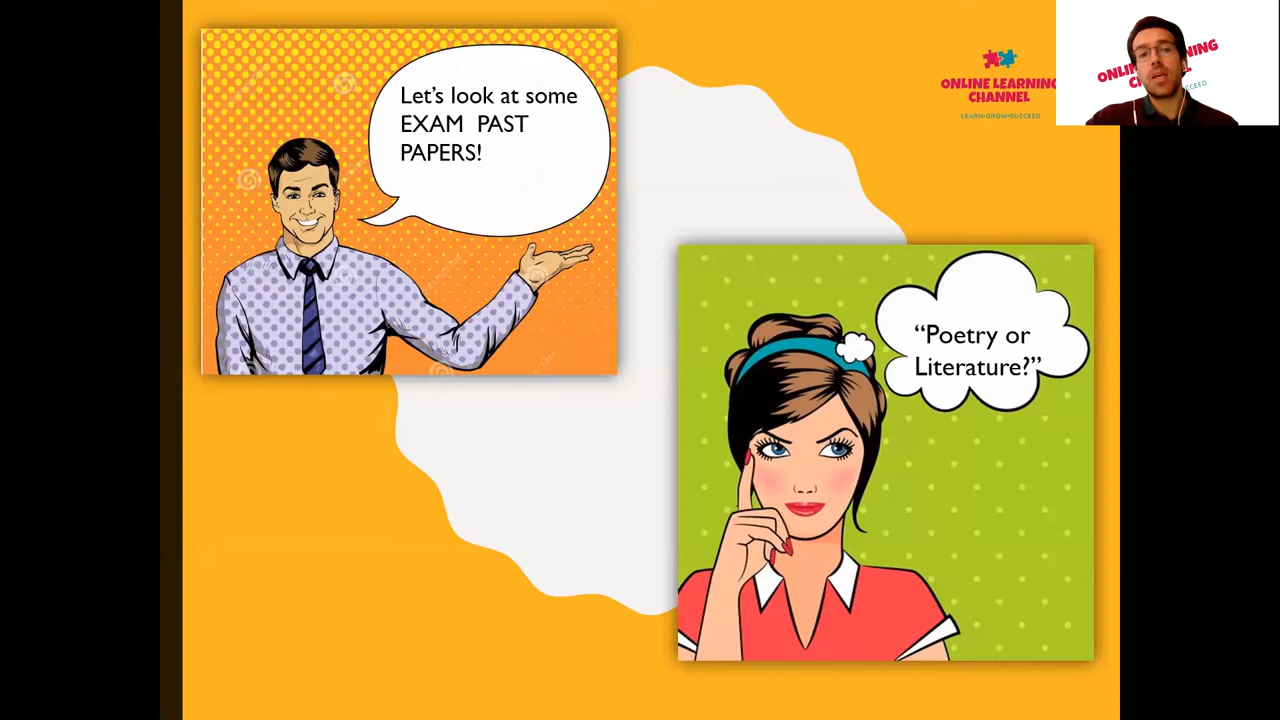 Let's look at some
EXAM PAST
PAPERS!
ONLINE LEARNING
CHANNEL
LEARN•GROW•SUCCEED
“Poetry or
Literature?”